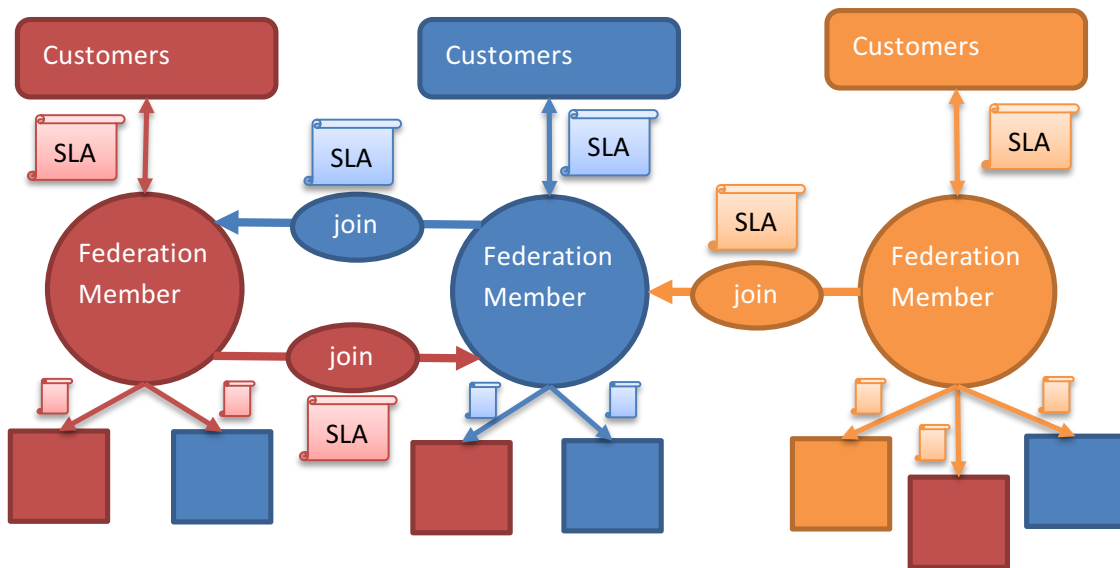 Customers
Customers
Customers
SLA
SLA
SLA
SLA
SLA
join
Federation
Member
Federation
Member
Federation
Member
join
join
SLA